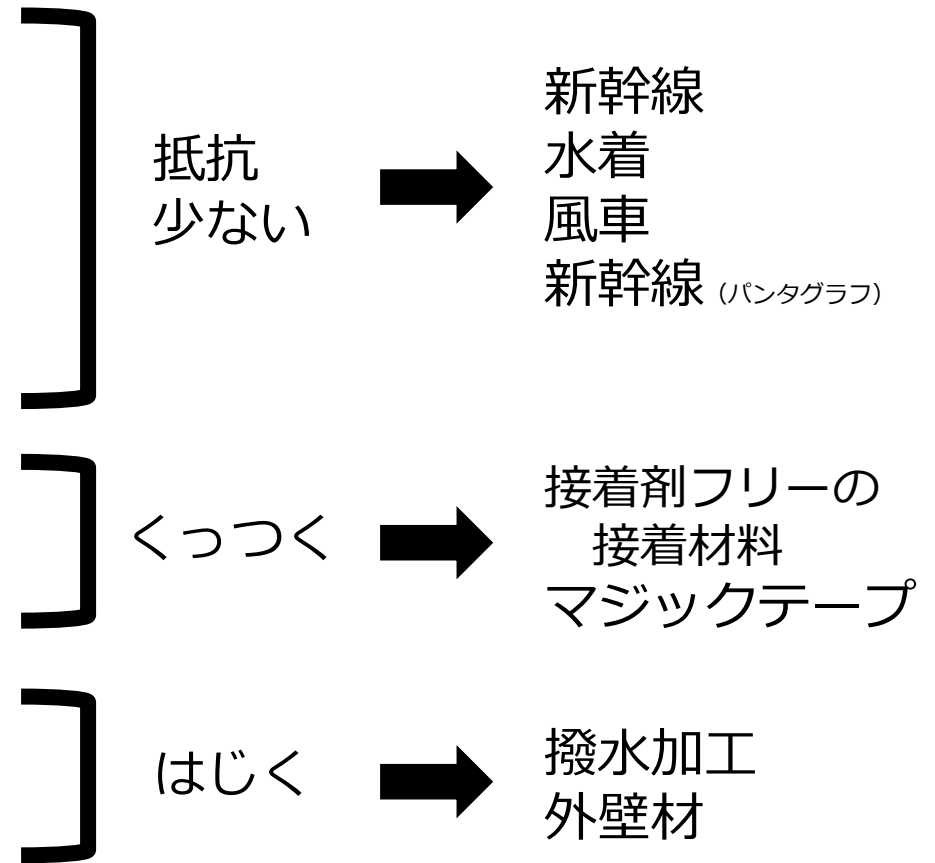 抵抗
少ない
新幹線
水着
風車
新幹線（パンタグラフ）
くっつく
接着剤フリーの
接着材料
マジックテープ
はじく
撥水加工
外壁材